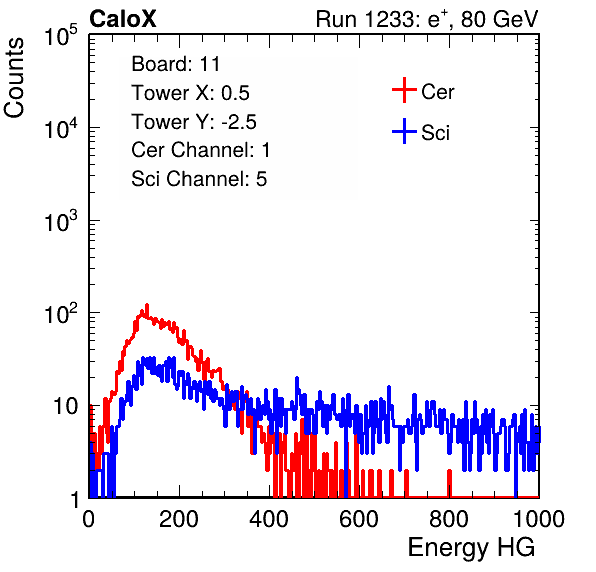 CaloX Run 1233: e⁺, 80 GeV
Counts
10⁵
10⁴
10³
10²
10
1
Board: 11
Tower X: 0.5
Tower Y: -2.5
Cer Channel: 1
Sci Channel: 5
Cer
Sci
0 200 400 600 800 1000
Energy HG